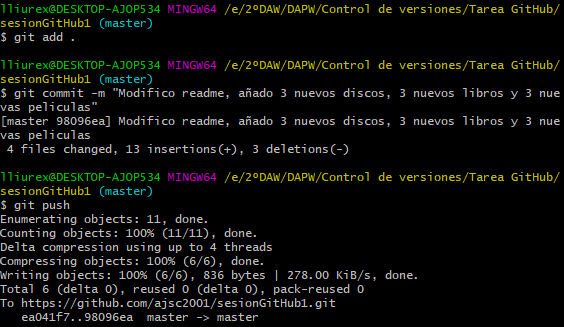 lliurex@DESKTOP-AJOP534 MINGW64 /e/2ºDAW/DAPW/Control de versiones/Tarea GitHub/
sesionGitHub1 (master)
$ git add .
lliurex@DESKTOP-AJOP534 MINGW64 /e/2ºDAW/DAPW/Control de versiones/Tarea GitHub/
sesionGitHub1 (master)
$ git commit -m "Modifico readme, añado 3 nuevos discos, 3 nuevos libros y 3 nue
vas peliculas"
[master 98096ea] Modifico readme, añado 3 nuevos discos, 3 nuevos libros y 3 nue
vas peliculas
 4 files changed, 13 insertions(+), 3 deletions(-)
lliurex@DESKTOP-AJOP534 MINGW64 /e/2ºDAW/DAPW/Control de versiones/Tarea GitHub/
sesionGitHub1 (master)
$ git push
Enumerating objects: 11, done.
Counting objects: 100% (11/11), done.
Delta compression using up to 4 threads
Compressing objects: 100% (6/6), done.
Writing objects: 100% (6/6), 836 bytes | 278.00 KiB/s, done.
Total 6 (delta 0), reused 0 (delta 0), pack-reused 0
To https://github.com/ajsc2001/sesionGitHub1.git
   ea041f7..98096ea  master -> master